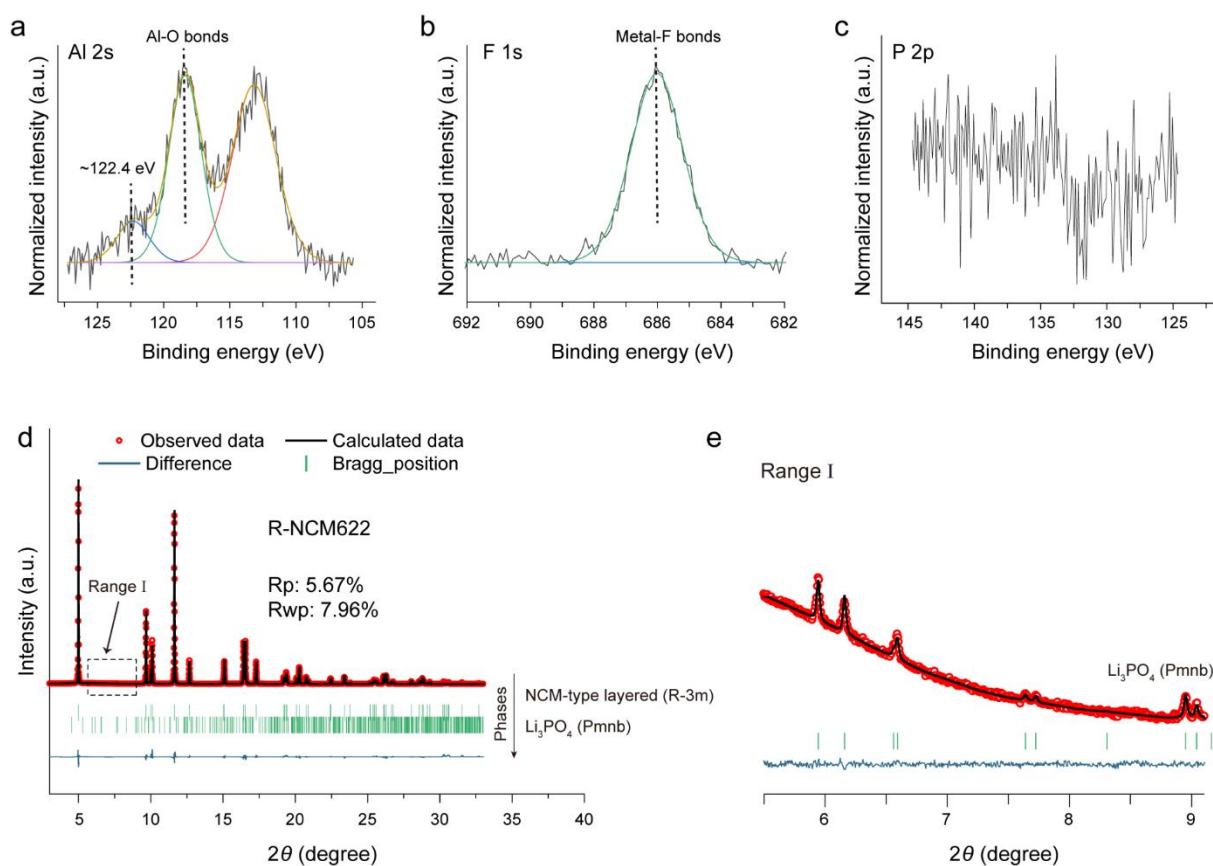 a
Al 2s
Al-O bonds
~122.4 eV
Normalized intensity (a.u.)
125 120 115 110 105
Binding energy (eV)
b
F 1s
Metal-F bonds
Normalized intensity (a.u.)
692 690 688 686 684 682
Binding energy (eV)
c
P 2p
Normalized intensity (a.u.)
145 140 135 130 125
Binding energy (eV)
d
Observed data
Calculated data
Difference
Bragg_position
R-NCM622
Rp: 5.67%
Rwp: 7.96%
Range I
Intensity (a.u.)
NCM-type layered (R-3m)
Li₃PO₄ (Pmnb)
Phases
5 10 15 20 25 30 35 40
2θ (degree)
e
Range I
Li₃PO₄ (Pmnb)
6 7 8 9
2θ (degree)